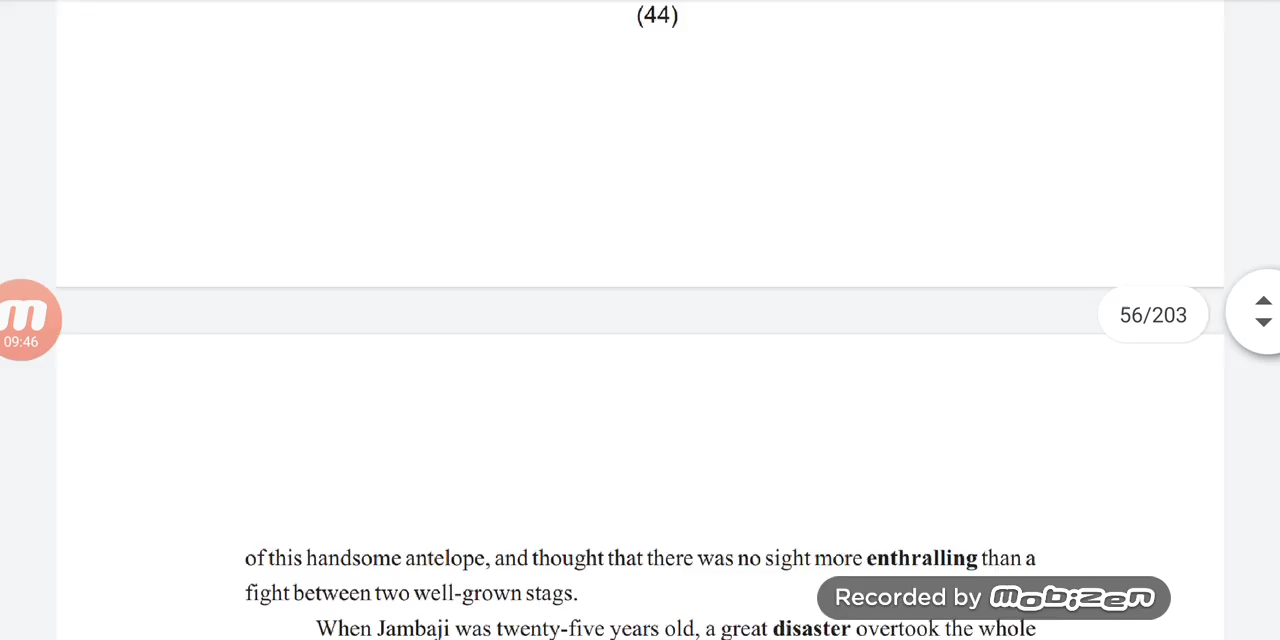 (44)
56/203
m
09:46
of this handsome antelope, and thought that there was no sight more enthralling than a
fight between two well-grown stags.
Recorded by mobizen
When Jambaji was twenty-five years old, a great disaster overtook the whole